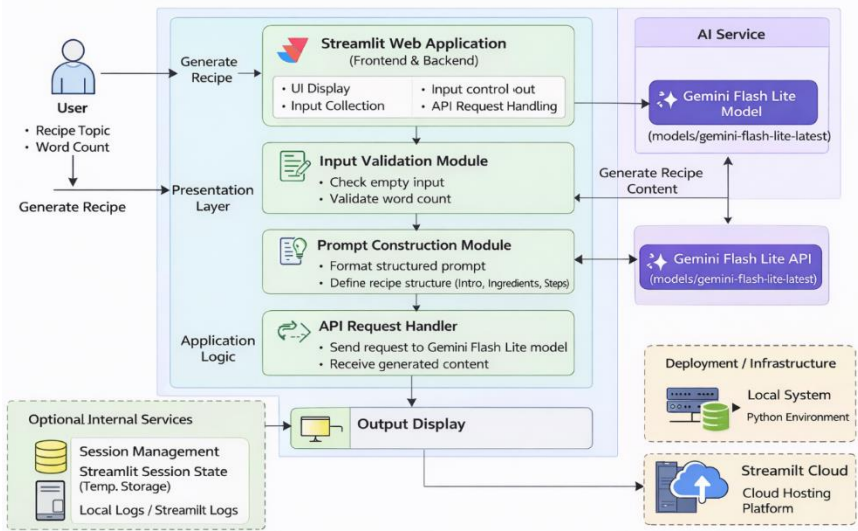 Streamlit Web Application
(Frontend & Backend)
• UI Display
• Input Collection
• Input control out
• API Request Handling
Generate
Recipe
User
• Recipe Topic
• Word Count
Generate Recipe
Presentation
Layer
Input Validation Module
• Check empty input
• Validate word count
Prompt Construction Module
• Format structured prompt
• Define recipe structure (Intro, Ingredients, Steps)
Application
Logic
API Request Handler
• Send request to Gemini Flash Lite model
• Receive generated content
Output Display
AI Service
Gemini Flash Lite
Model
(models/gemini-flash-lite-latest)
Generate Recipe
Content
Gemini Flash Lite API
(models/gemini-flash-lite-latest)
Deployment / Infrastructure
Local System
Python Environment
Streamilt Cloud
Cloud Hosting
Platform
Optional Internal Services
Session Management
Streamlit Session State
(Temp. Storage)
Local Logs / Streamilt Logs